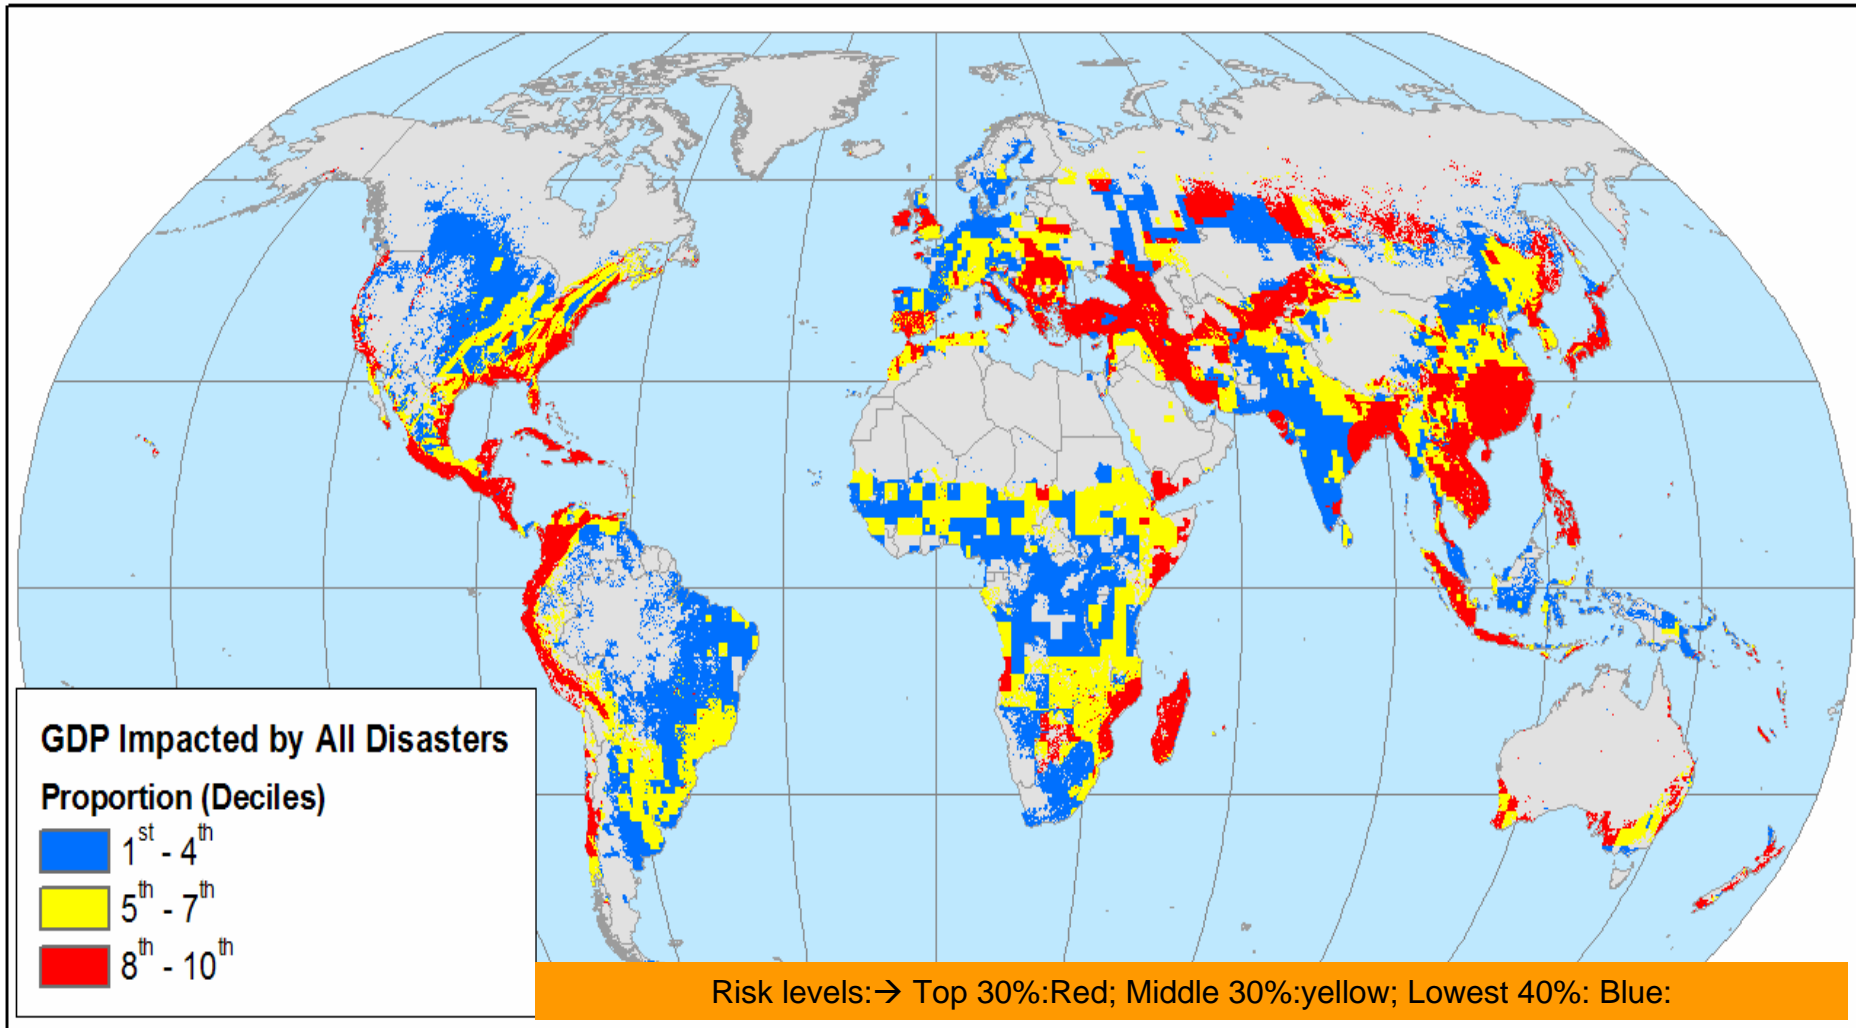 GDP Impacted by All Disasters
Proportion (Deciles)
1st - 4th
5th - 7th
8th - 10th
Risk levels:→ Top 30%:Red; Middle 30%:yellow; Lowest 40%: Blue: